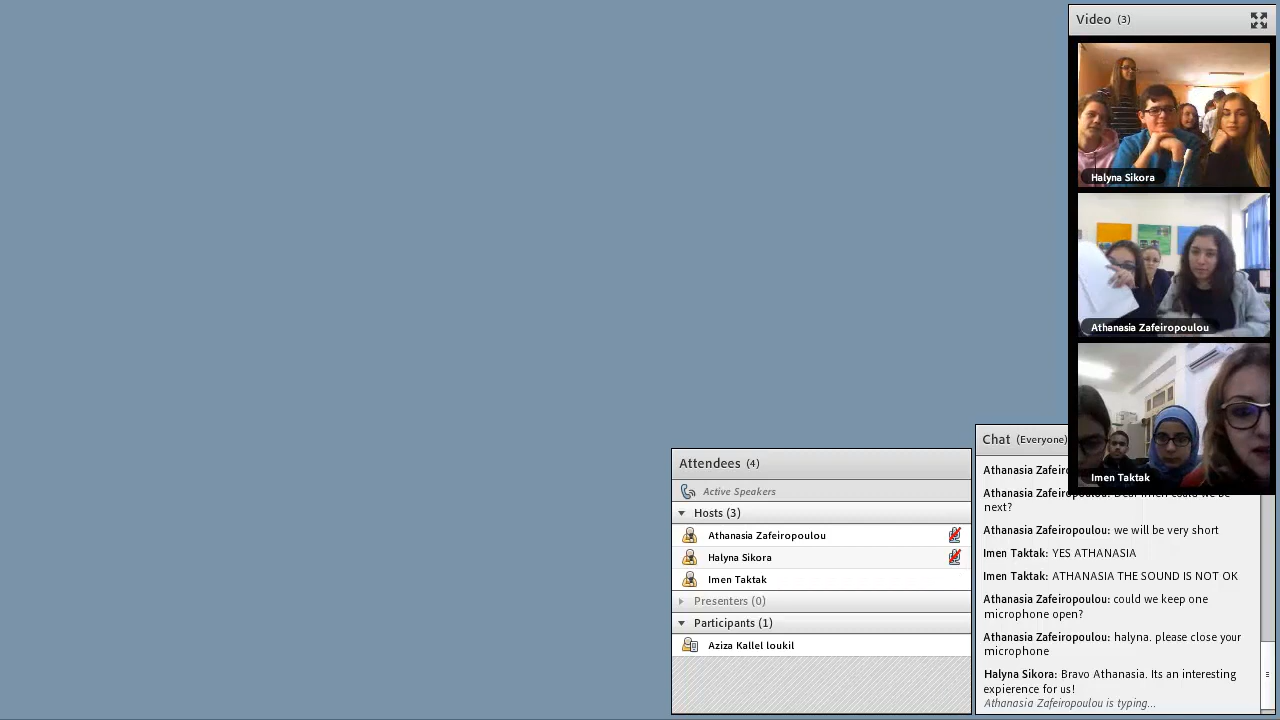 Video (3)
Halyna Sikora
Athanasia Zafeiropoulou
Imen Taktak
Attendees (4)
Active Speakers
Hosts (3)
Athanasia Zafeiropoulou
Halyna Sikora
Imen Taktak
Presenters (0)
Participants (1)
Aziza Kallel loukil
Chat (Everyone)
Athanasia
Athanasia could we be
next?
Athanasia Zafeiropoulou: we will be very short
Imen Taktak: YES ATHANASIA
Imen Taktak: ATHANASIA THE SOUND IS NOT OK
Athanasia Zafeiropoulou: could we keep one
microphone open?
Athanasia Zafeiropoulou: halyna. please close your
microphone
Halyna Sikora: Bravo Athanasia. Its an interesting
expierence for us!
Athanasia Zafeiropoulou is typing...